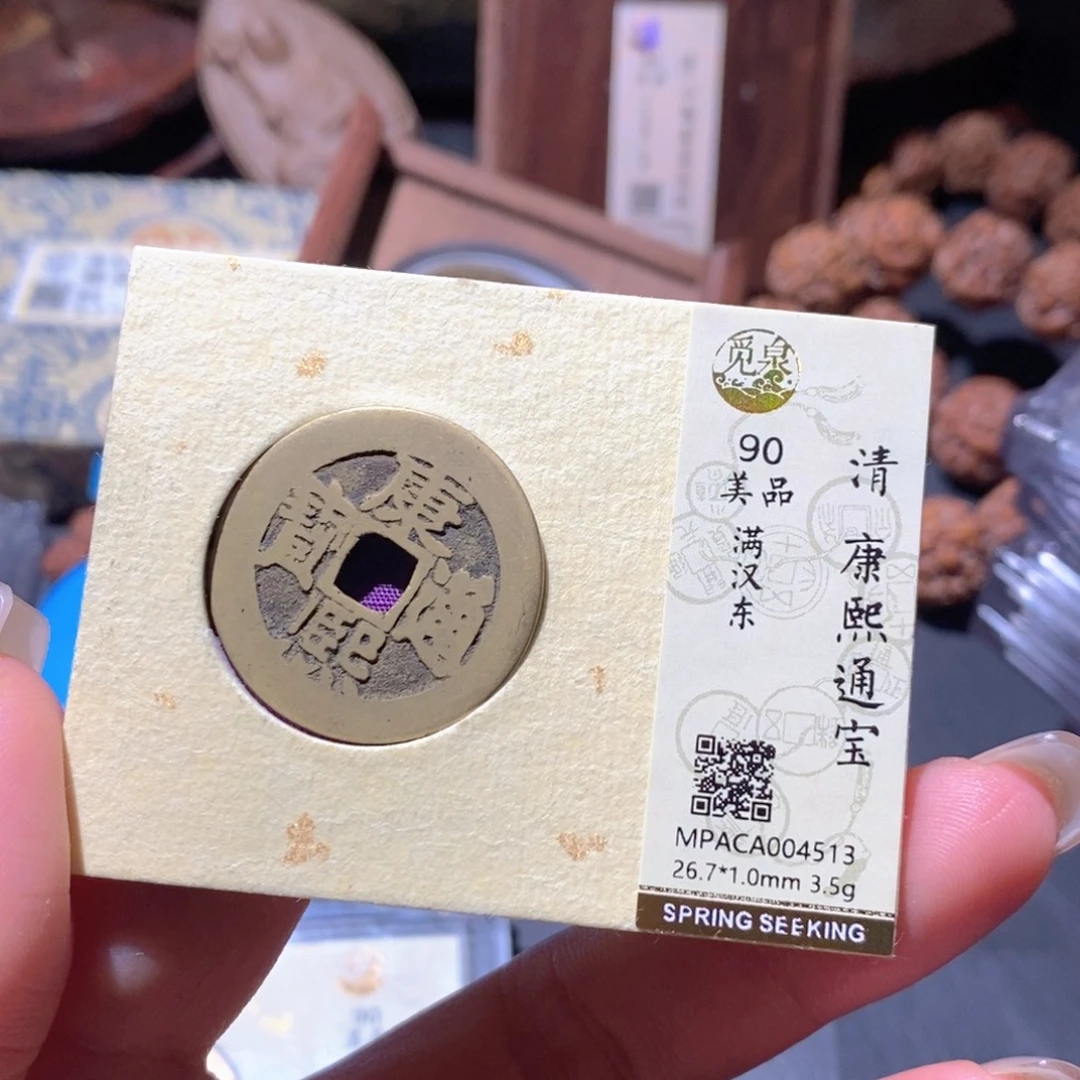 康熙通寶
觅泉
90
美品
满汉东
清 康熙通宝
MPACA004513
26.7*1.0mm 3.5g
SPRING SEEKING